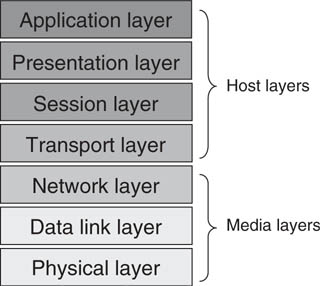 Application layer
Presentation layer
Session layer
Transport layer
Network layer
Data link layer
Physical layer
Host layers
Media layers